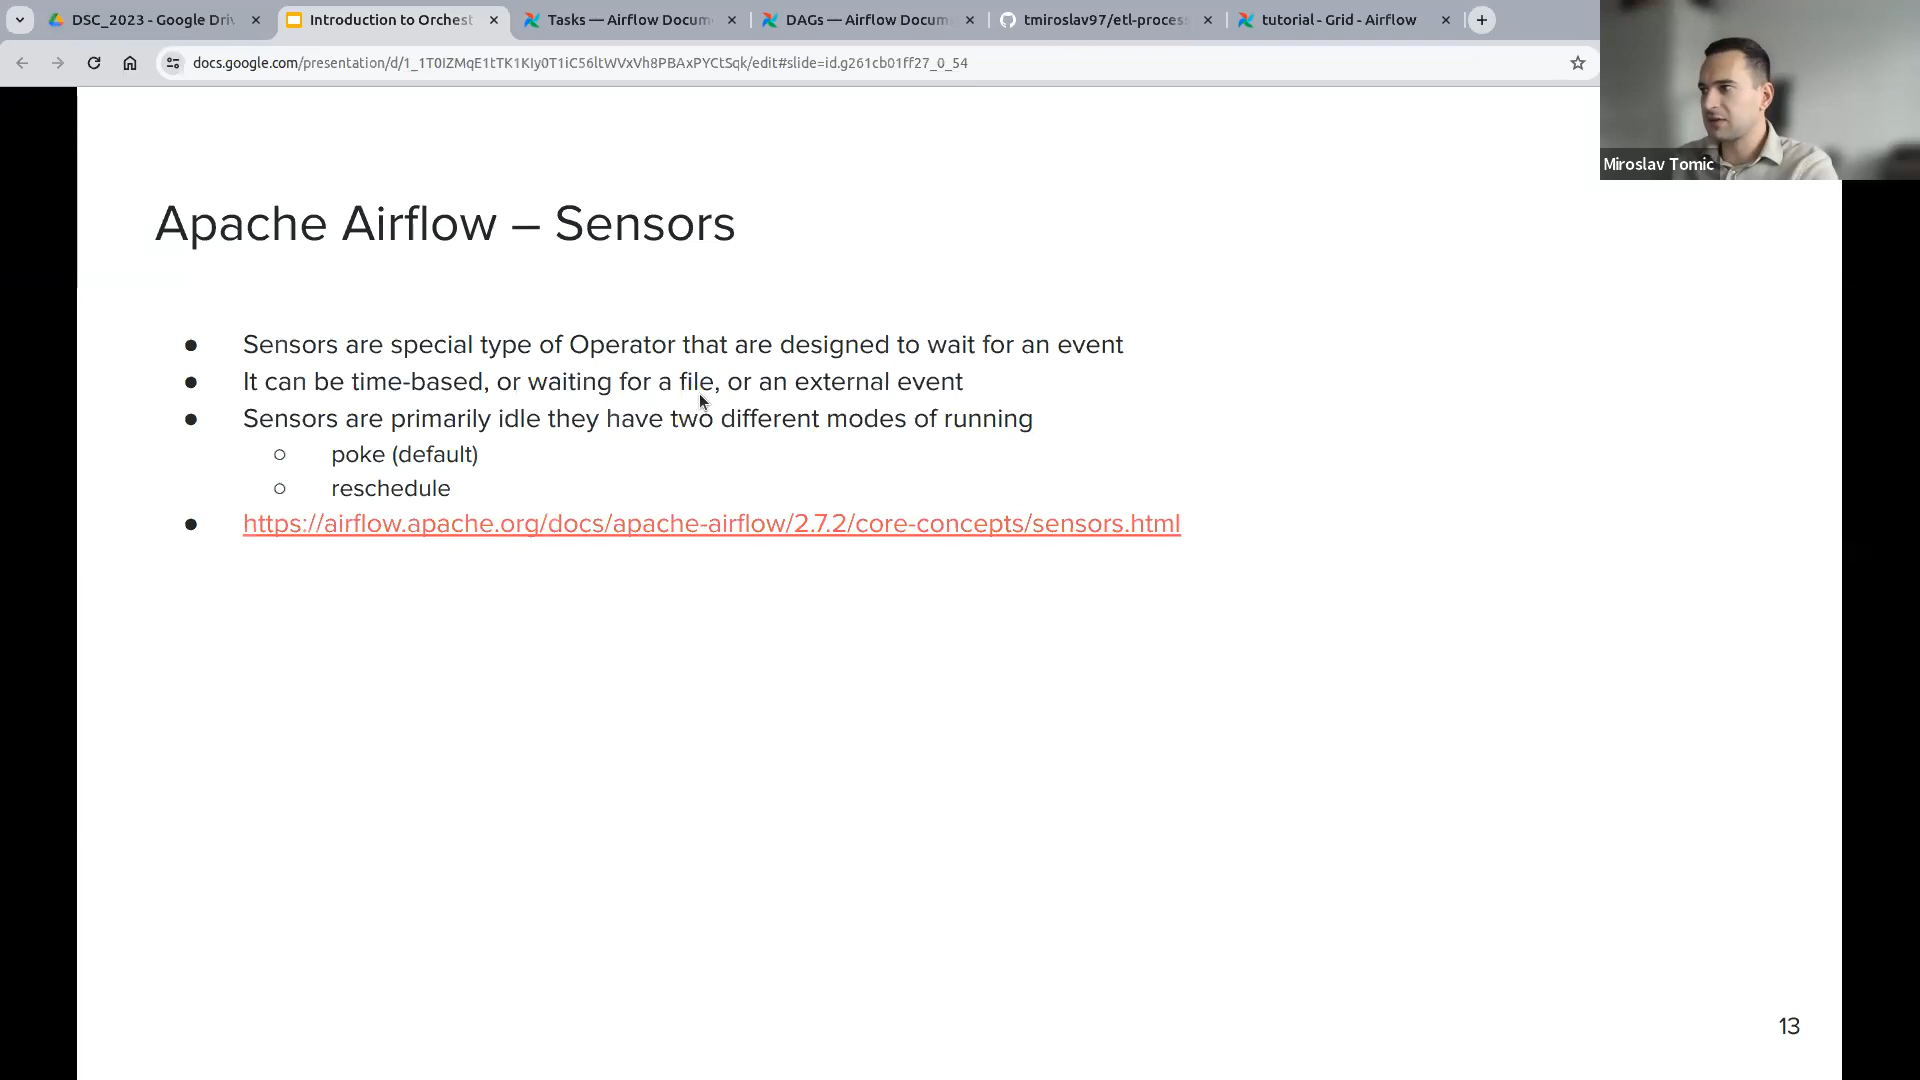 DSC_2023 - Google Driv
Introduction to Orchest
Tasks — Airflow Docum
DAGs — Airflow Docum
tmiroslav97/etl-proces
tutorial - Grid - Airflow
docs.google.com/presentation/d/1_1T0IZMqE1tTK1KIy0T1iC56ltWVxVh8PBAxPYCtSqk/edit#slide=id.g261cb01ff27_0_54
Miroslav Tomic
Apache Airflow – Sensors
● Sensors are special type of Operator that are designed to wait for an event
● It can be time-based, or waiting for a file, or an external event
● Sensors are primarily idle they have two different modes of running
○ poke (default)
○ reschedule
● https://airflow.apache.org/docs/apache-airflow/2.7.2/core-concepts/sensors.html
13